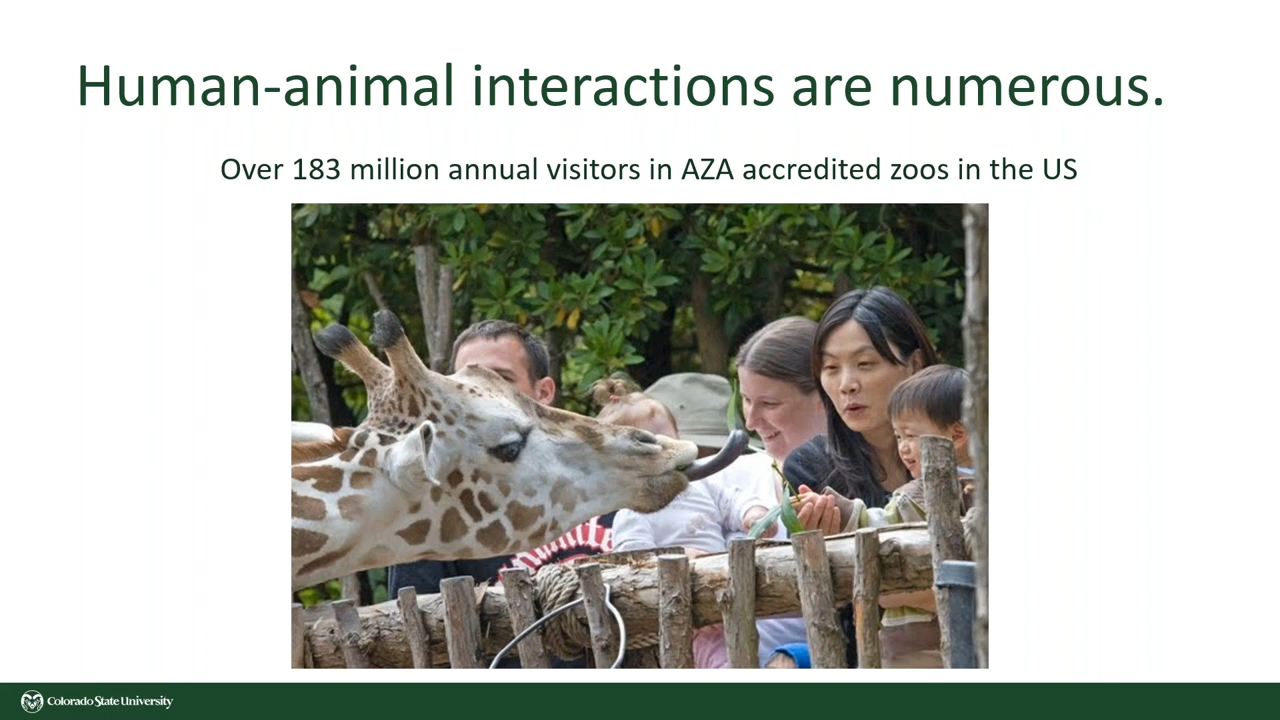 Human-animal interactions are numerous.
Over 183 million annual visitors in AZA accredited zoos in the US
Colorado State University